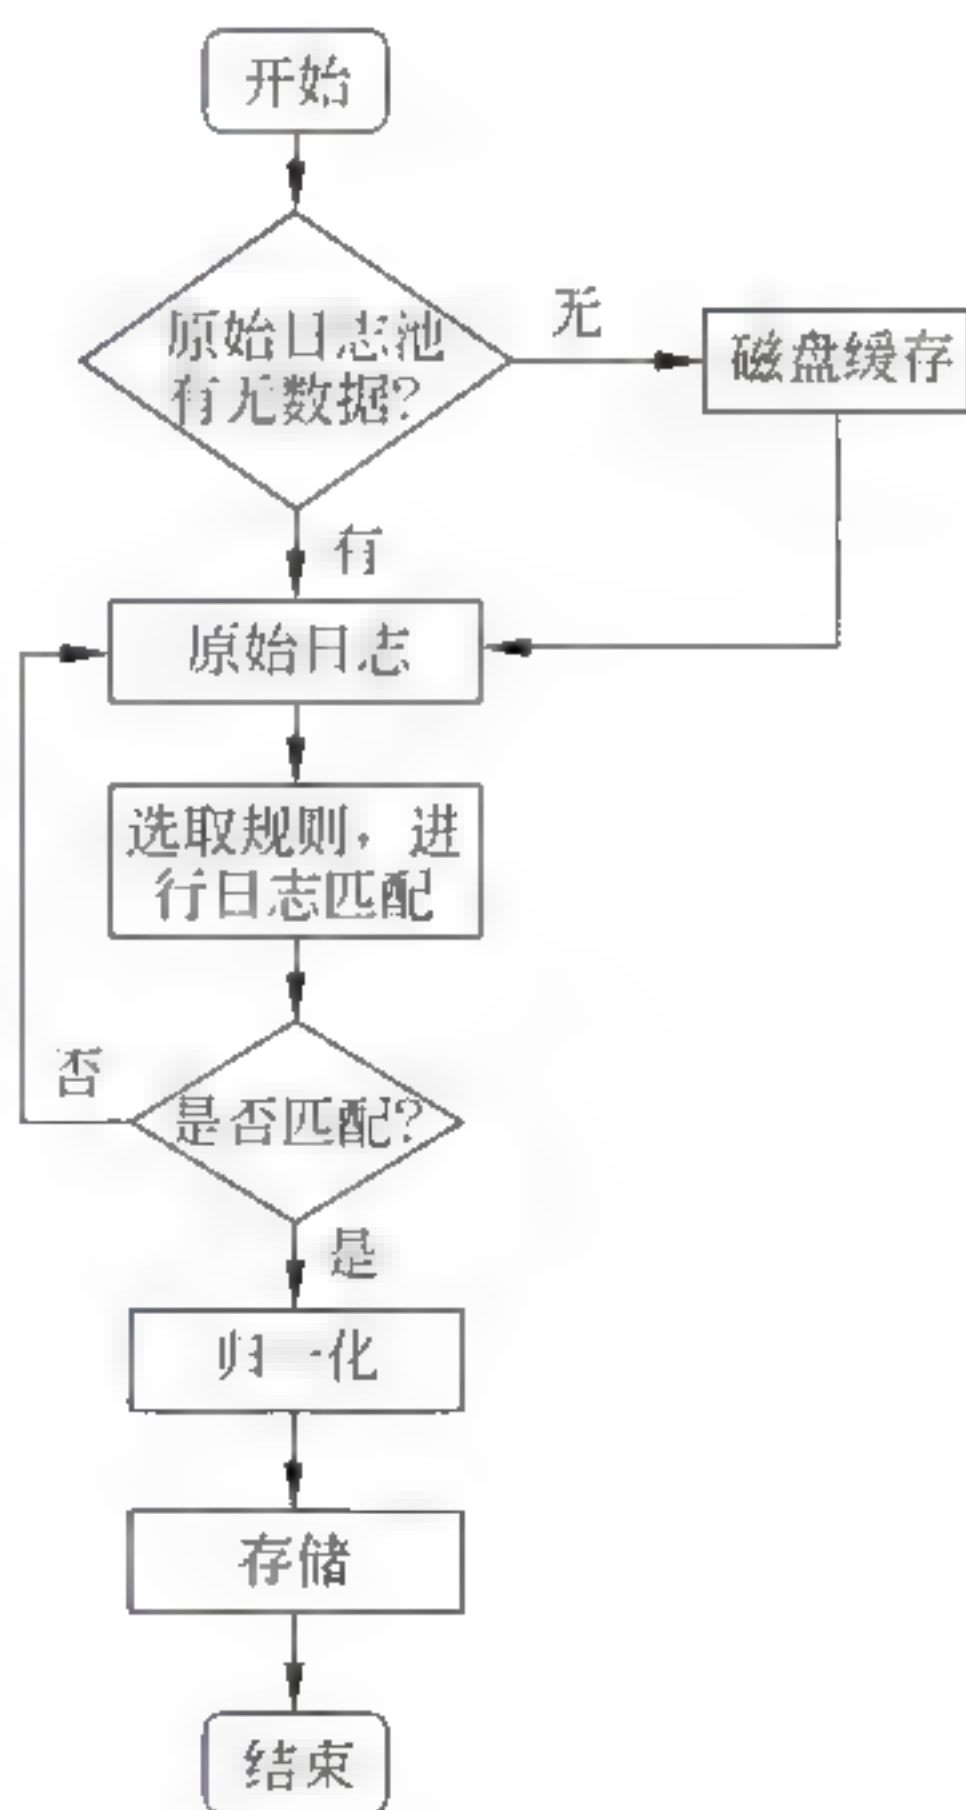 开始
原始日志池
有无数据?
无
磁盘缓存
有
原始日志
选取规则，进
行日志匹配
否
是否匹配?
是
归一化
存储
结束